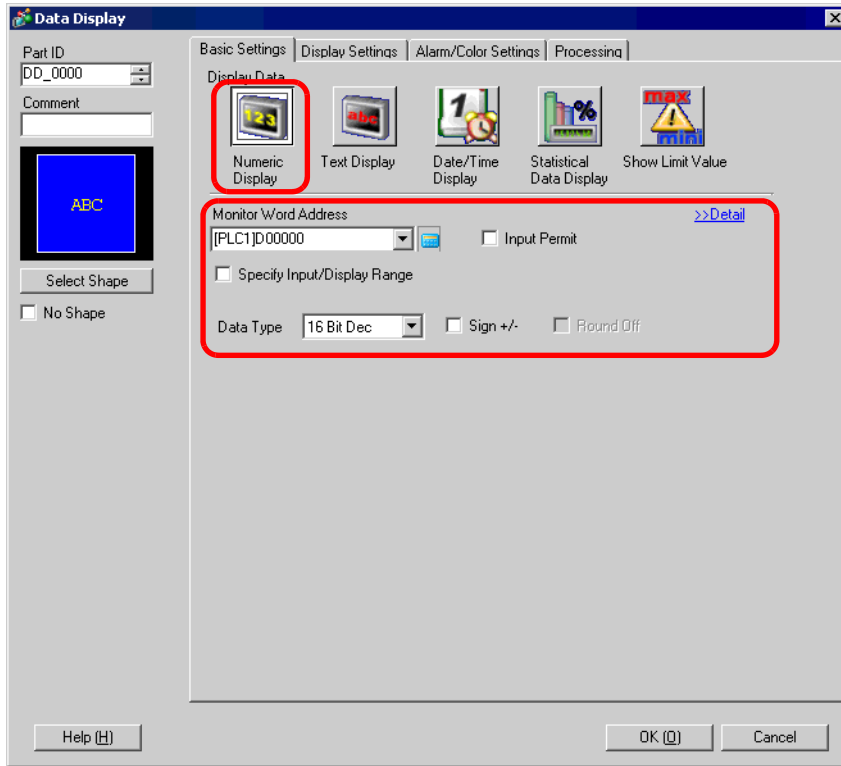 Data Display
Part ID
DD_0000
Comment
ABC
Select Shape
No Shape
Basic Settings Display Settings Alarm/Color Settings Processing
Display Data
123 abc 1 % max mini
Numeric Display
Text Display
Date/Time Display
Statistical Data Display
Show Limit Value
Monitor Word Address
>>Detail
[PLC1]D00000
Input Permit
Specify Input/Display Range
Data Type 16 Bit Dec Sign +/- Round Off
Help (H) OK (O) Cancel